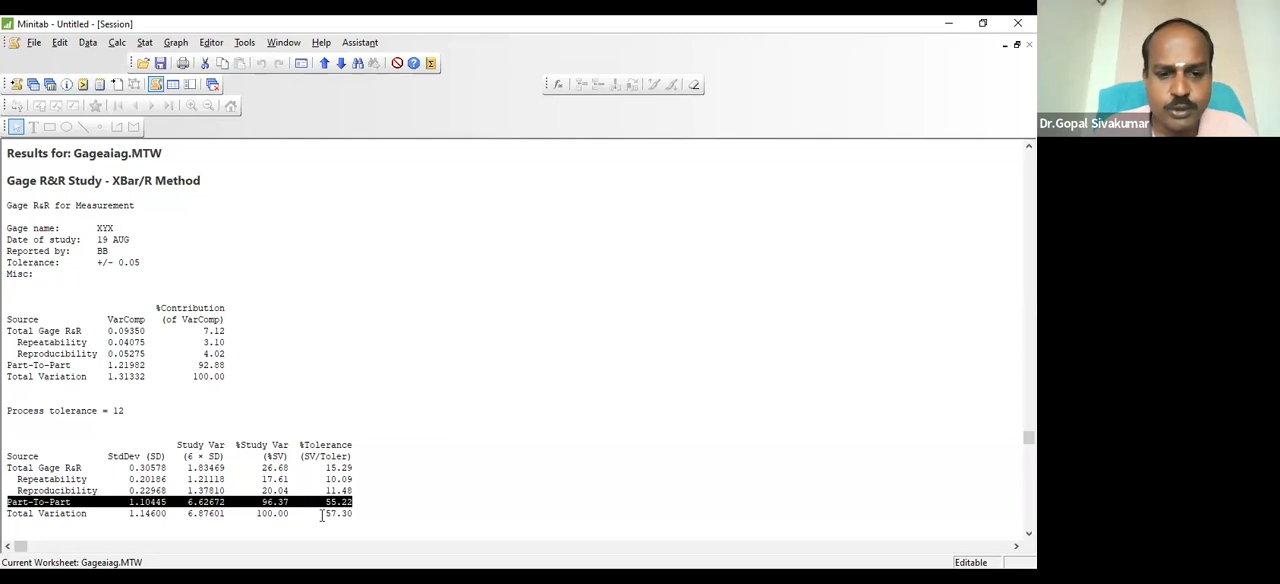 Minitab - Untitled - [Session]
File Edit Data Calc Stat Graph Editor Tools Window Help Assistant
Dr.Gopal Sivakumar
Results for: Gageaiag.MTW
Gage R&R Study - XBar/R Method
Gage R&R for Measurement
Gage name: XYX
Date of study: 19 AUG
Reported by: BB
Tolerance: +/- 0.05
Misc:
%Contribution
Source VarComp (of VarComp)
Total Gage R&R 0.09350 7.12
Repeatability 0.04075 3.10
Reproducibility 0.05275 4.02
Part-To-Part 1.21982 92.88
Total Variation 1.31332 100.00
Process tolerance = 12
Study Var %Study Var %Tolerance
Source StdDev (SD) (6 × SD) (%SV) (SV/Toler)
Total Gage R&R 0.30578 1.83469 26.68 15.29
Repeatability 0.20186 1.21118 17.61 10.09
Reproducibility 0.22968 1.37810 20.04 11.48
Part-To-Part 1.10445 6.62672 96.37 55.22
Total Variation 1.14600 6.87601 100.00 57.30
Current Worksheet: Gageaiag.MTW
Editable